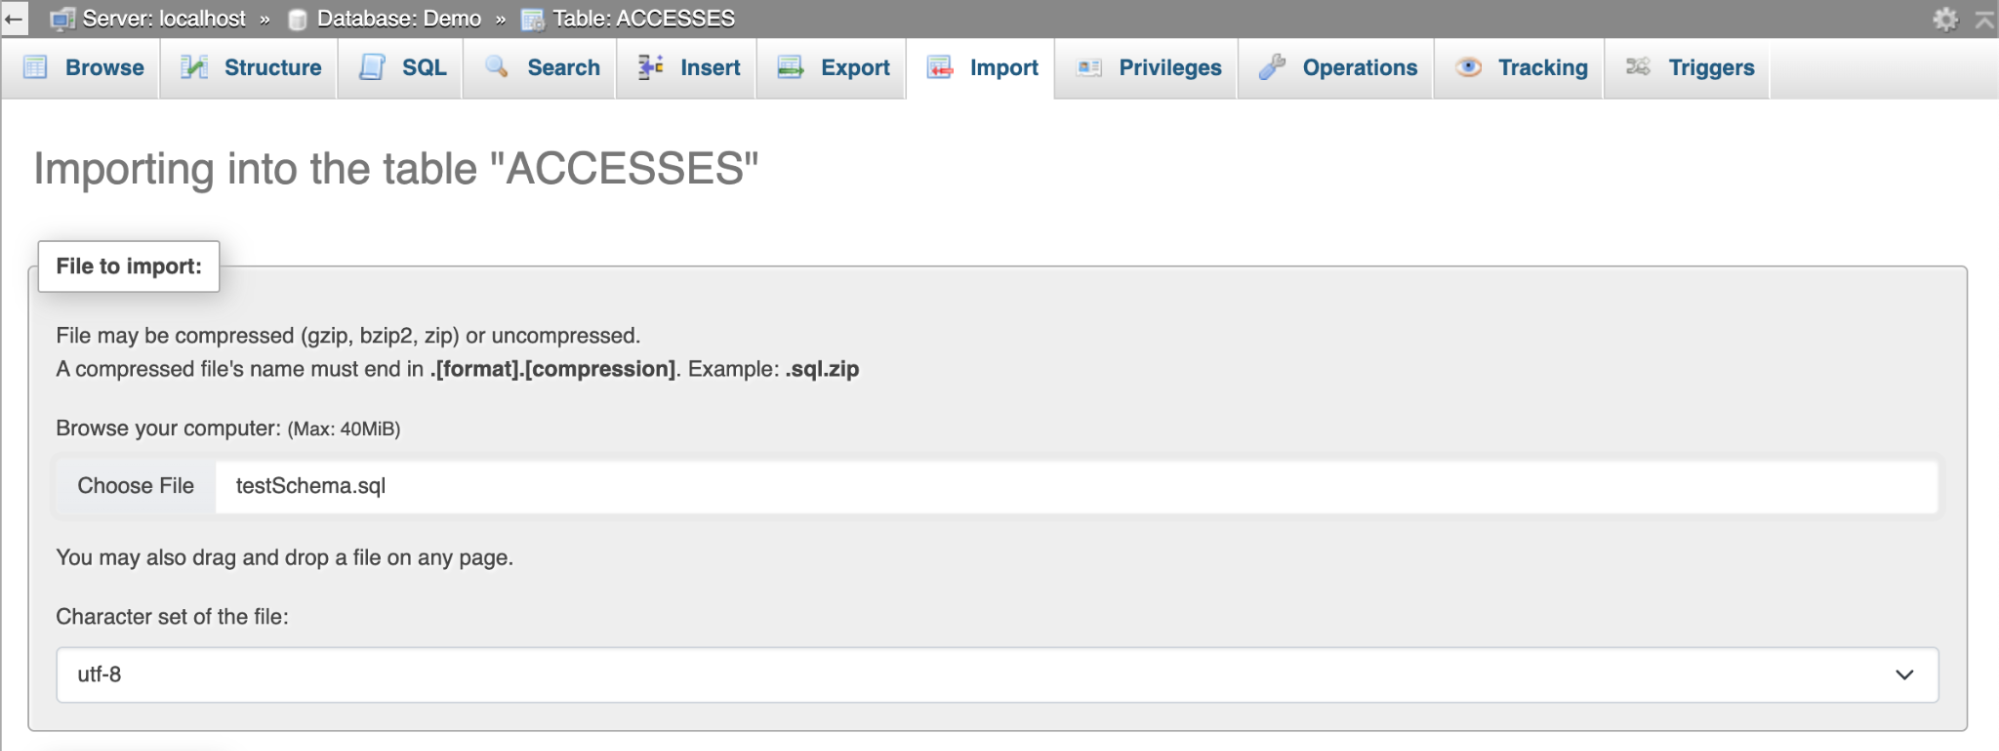 Server: localhost » Database: Demo » Table: ACCESSES
Browse Structure SQL Search Insert Export Import Privileges Operations Tracking Triggers
Importing into the table "ACCESSES"
File to import:
File may be compressed (gzip, bzip2, zip) or uncompressed.
A compressed file's name must end in .[format].[compression]. Example: .sql.zip
Browse your computer: (Max: 40MiB)
Choose File testSchema.sql
You may also drag and drop a file on any page.
Character set of the file:
utf-8